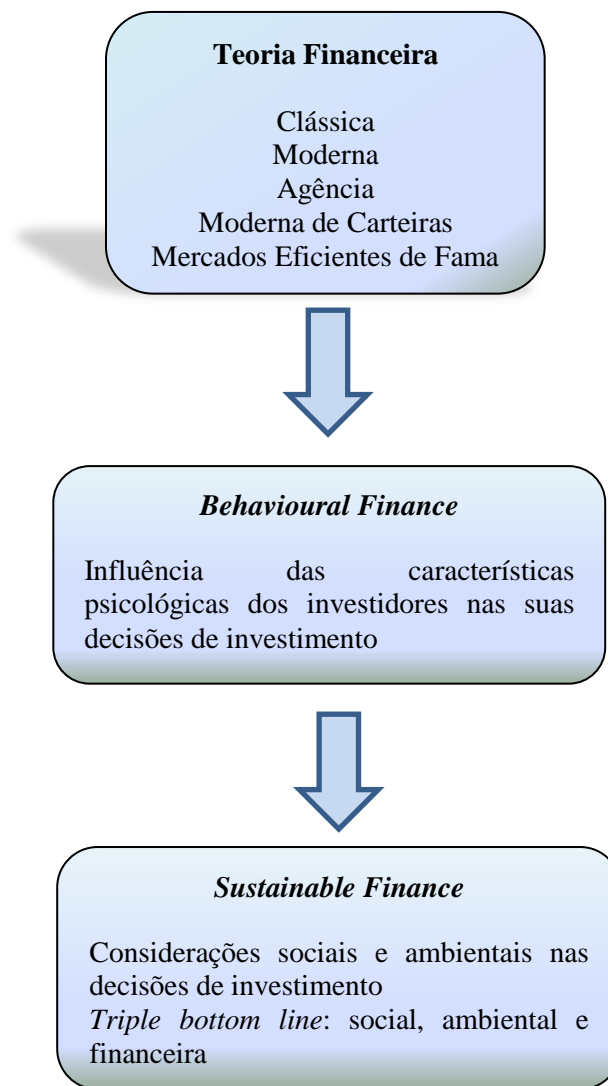 Teoria Financeira
Clássica
Moderna
Agência
Moderna de Carteiras
Mercados Eficientes de Fama
Behavioural Finance
Influência das características
psicológicas dos investidores nas suas
decisões de investimento
Sustainable Finance
Considerações sociais e ambientais nas
decisões de investimento
Triple bottom line: social, ambiental e
financeira